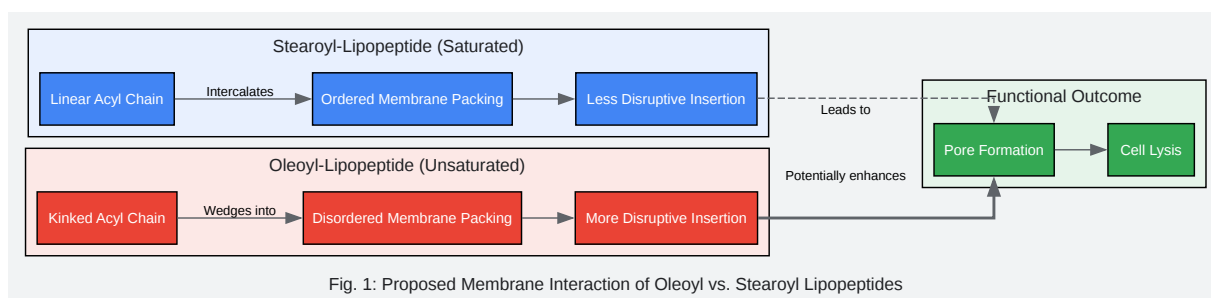 Stearoyl-Lipopeptide (Saturated)
Linear Acyl Chain
Intercalates
Ordered Membrane Packing
Less Disruptive Insertion
Leads to
Functional Outcome
Pore Formation
Cell Lysis
Oleoyl-Lipopeptide (Unsaturated)
Kinked Acyl Chain
Wedges into
Disordered Membrane Packing
More Disruptive Insertion
Potentially enhances
Fig. 1: Proposed Membrane Interaction of Oleoyl vs. Stearoyl Lipopeptides